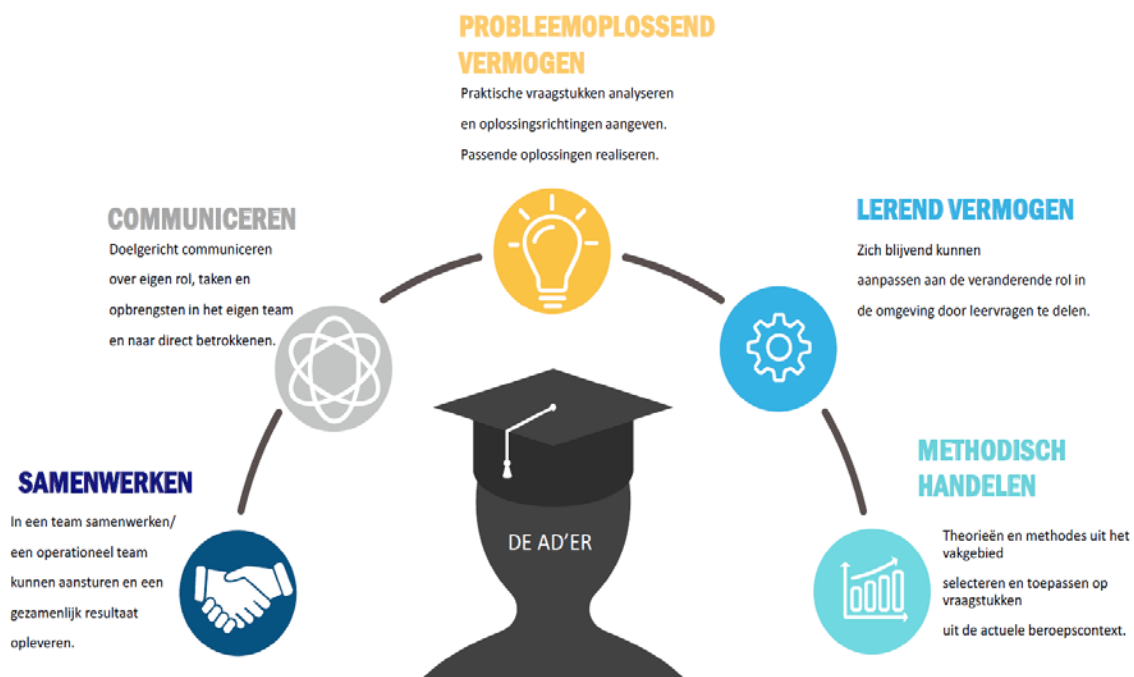 PROBLEEMOPLOSSEND
VERMOGEN
Praktische vraagstukken analyseren
en oplossingsrichtingen aangeven.
Passende oplossingen realiseren.
COMMUNICEREN
Doelgericht communiceren
over eigen rol, taken en
opbrengsten in het eigen team
en naar direct betrokkenen.
LEREND VERMOGEN
Zich blijvend kunnen
aanpassen aan de veranderende rol in
de omgeving door leervragen te delen.
SAMENWERKEN
In een team samenwerken/
een operationeel team
kunnen aansturen en een
gezamenlijk resultaat
opleveren.
DE AD'ER
METHODISCH
HANDELEN
Theorieën en methodes uit het
vakgebied
selecteren en toepassen op
vraagstukken
uit de actuele beroepscontext.